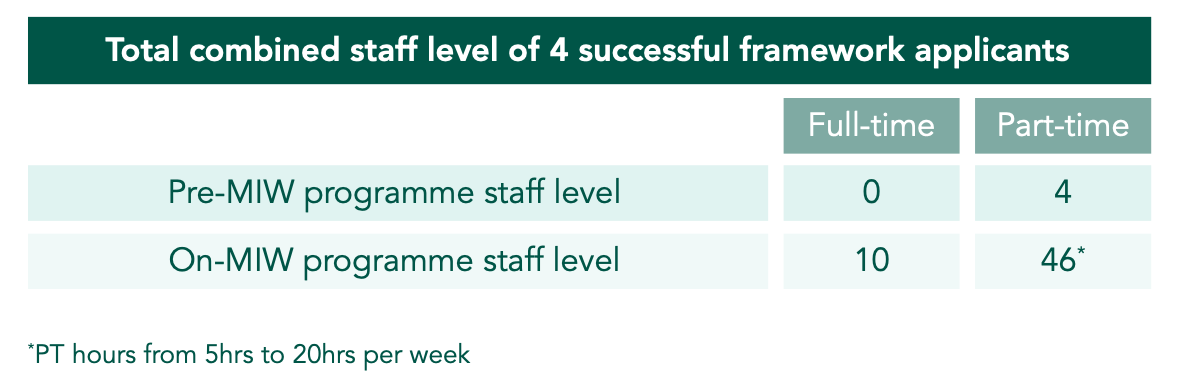 Total combined staff level of 4 successful framework applicants
Full-time Part-time
Pre-MIW programme staff level 0 4
On-MIW programme staff level 10 46*
*PT hours from 5hrs to 20hrs per week